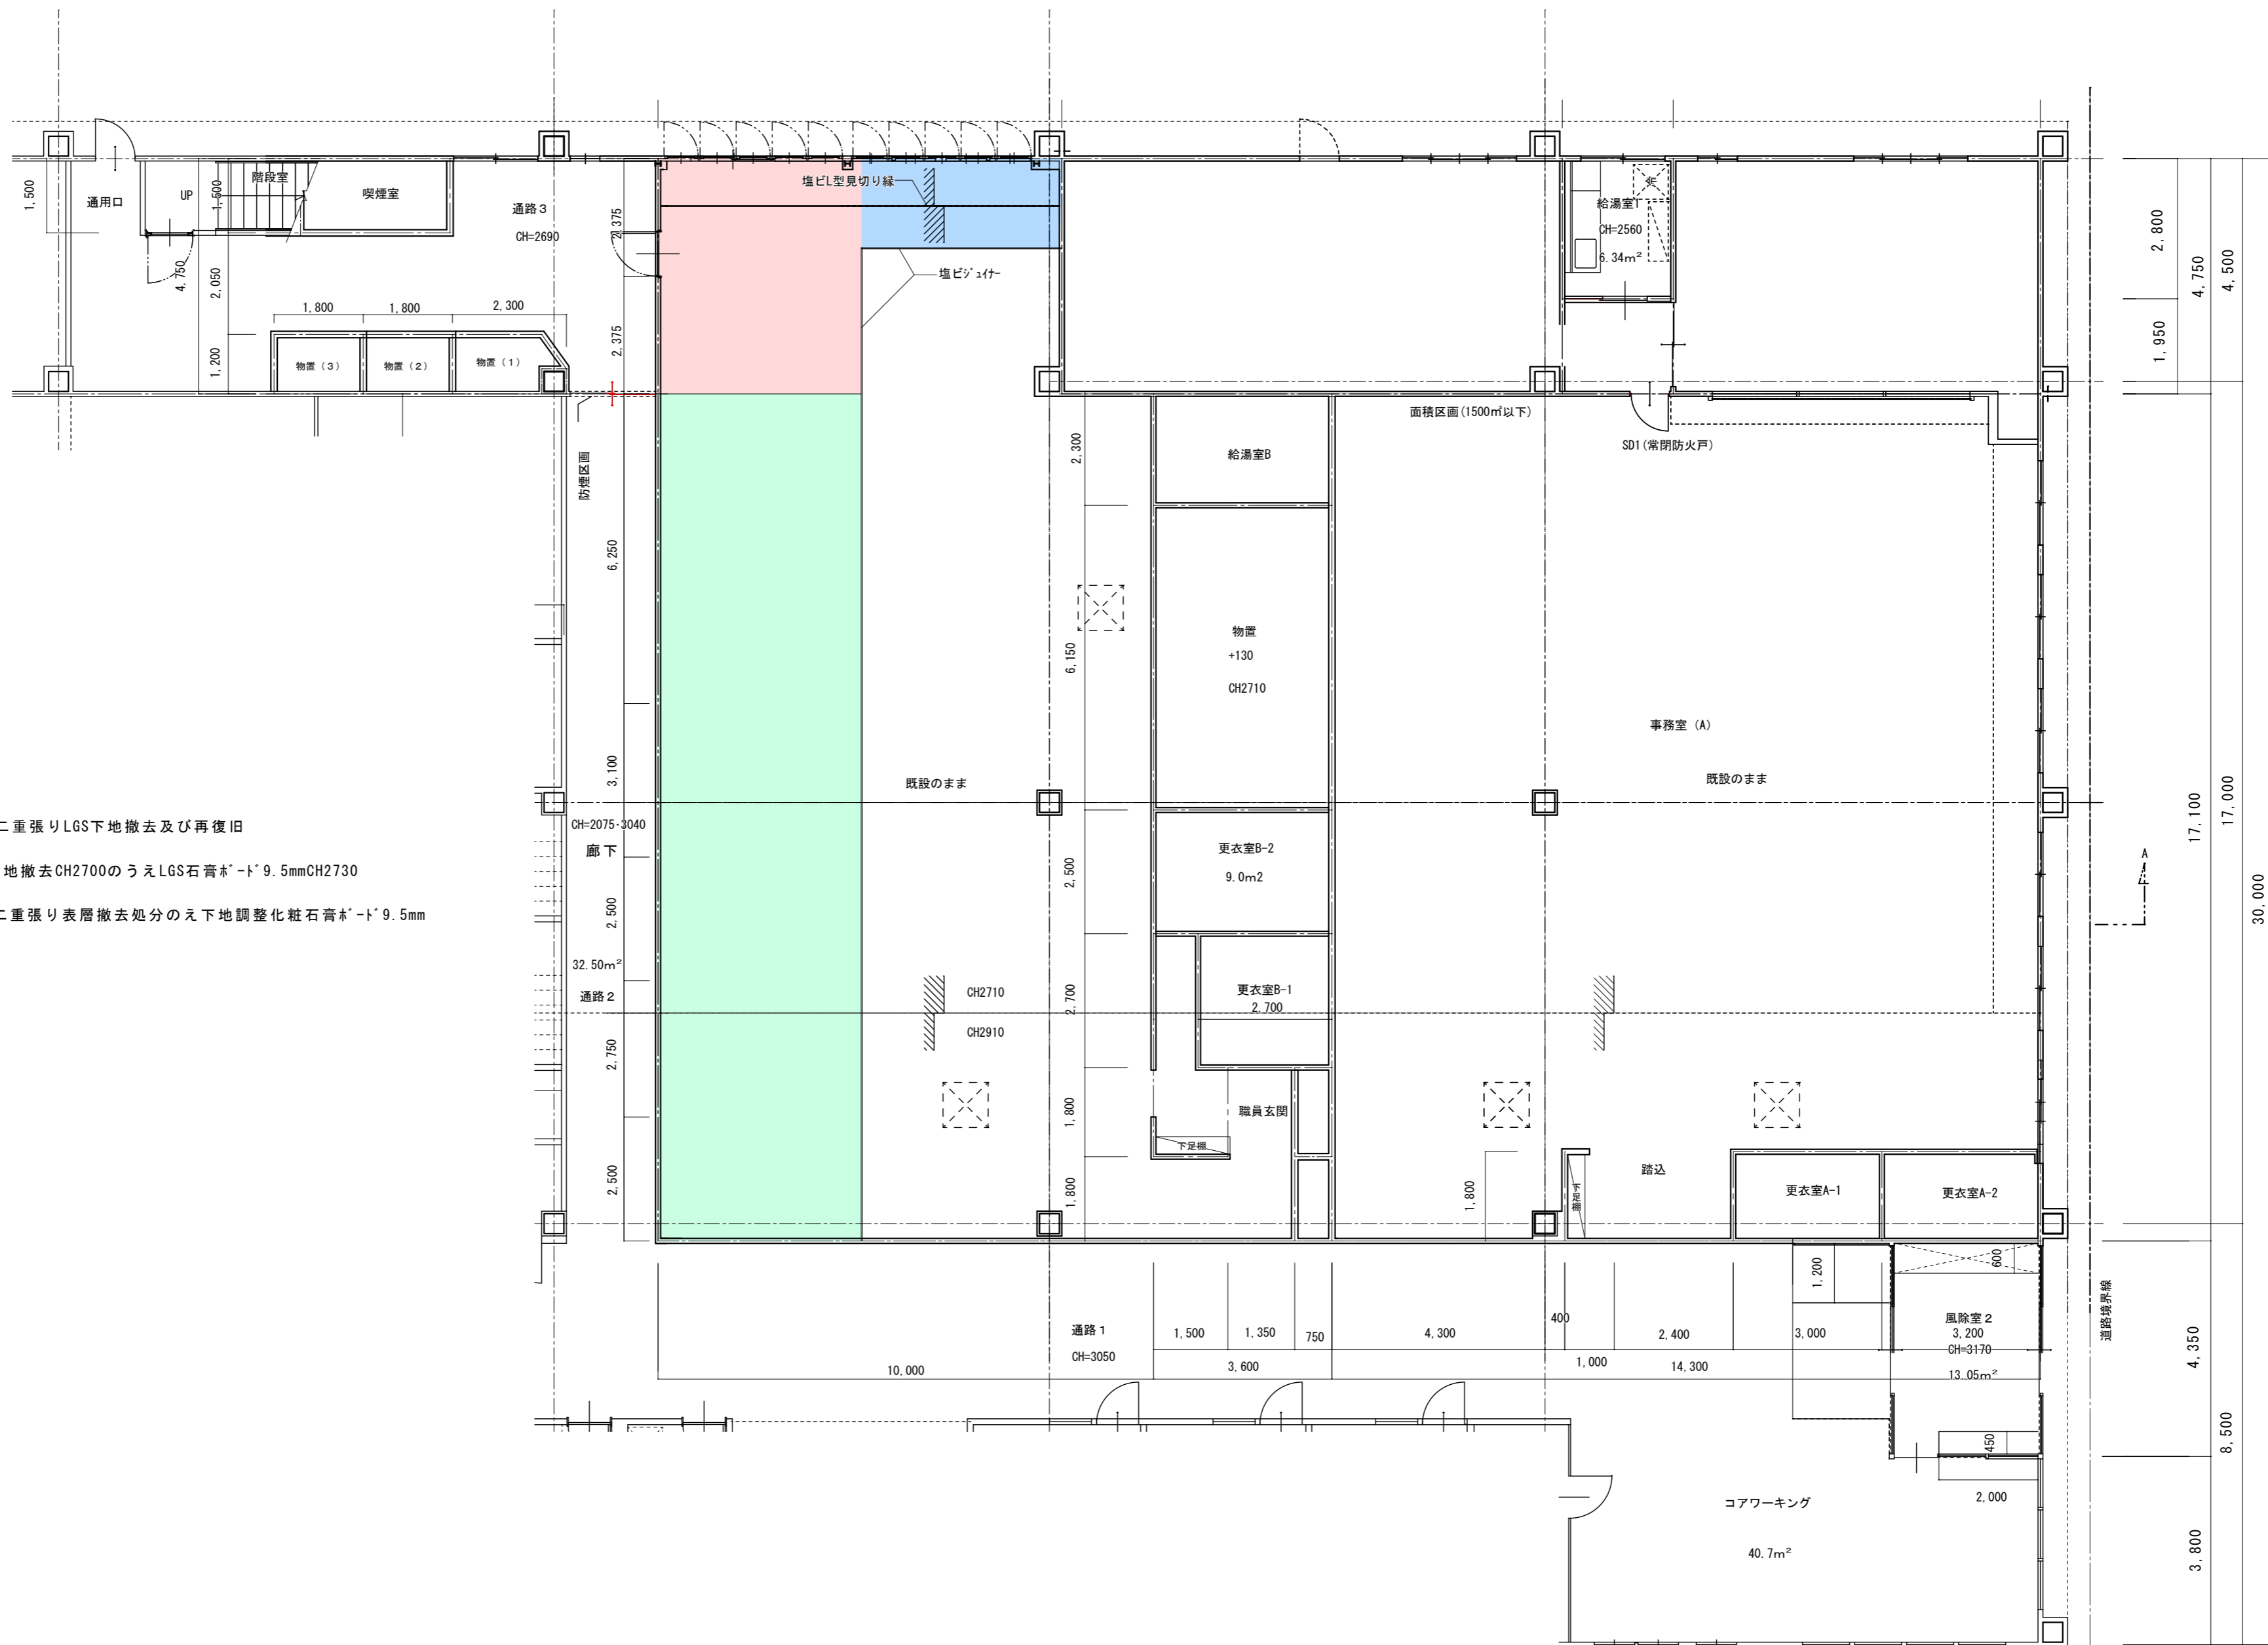 階段室
喫煙室
UP
通用口
1,500
1,500
通路３
CH=2690
4,750
2,050
2,375
2,375
1,200
1,800
1,800
2,300
物置（３）
物置（２）
物置（１）
塩ビL型見切り縁
塩ビジョイナー
給湯室1
CH=2560
6.34m²
2,800
4,750
4,500
1,950
面積区画(1500㎡以下)
SD1(常閉防火戸)
防煙区画
2,300
給湯室B
6,250
6,150
物置
+130
CH2710
事務室（A）
既設のまま
既設のまま
3,100
17,100
17,000
30,000
二重張りLGS下地撤去及び再復旧
地撤去CH2700のうえLGS石膏ﾎﾞｰﾄﾞ9.5mmCH2730
二重張り表層撤去処分のえ下地調整化粧石膏ﾎﾞｰﾄﾞ9.5mm
CH=2075･3040
廊下
2,500
32.50m²
通路２
更衣室B-2
9.0m2
2,500
A
更衣室B-1
2,700
2,700
CH2710
CH2910
2,750
1,800
職員玄関
下足棚
2,500
1,800
1,800
下足棚
踏込
更衣室A-1
更衣室A-2
1,200
600
道路境界線
通路１
CH=3050
1,500
1,350
750
4,300
400
2,400
3,000
風除室２
3,200
CH=3170
13.05m²
10,000
3,600
1,000
14,300
4,350
8,500
450
2,000
コアワーキング
40.7m²
3,800